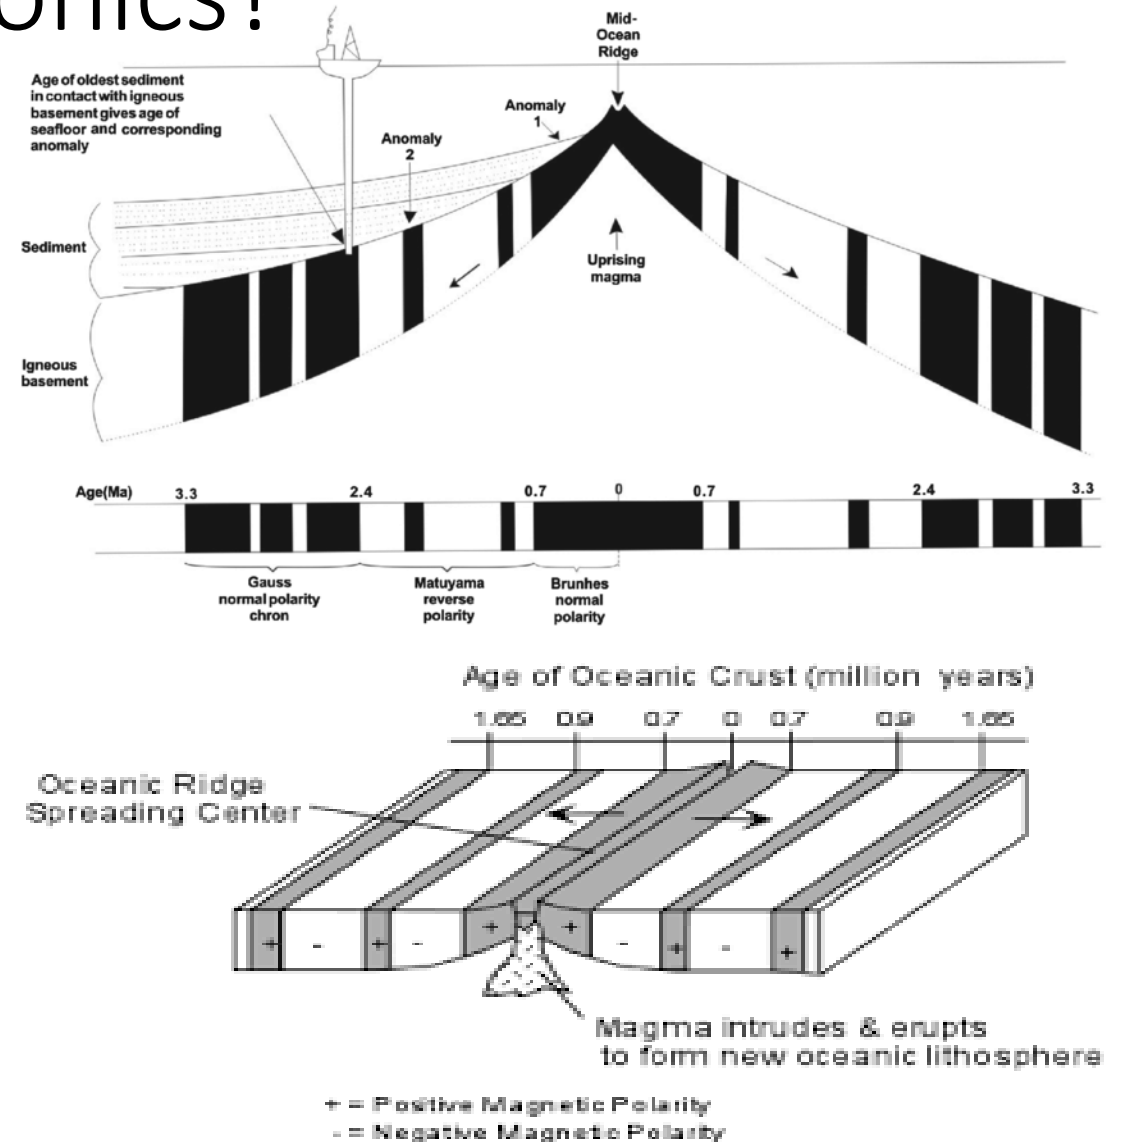 Mid-
Ocean
Ridge
Age of oldest sediment
in contact with igneous
basement gives age of
seafloor and corresponding
anomaly
Anomaly
1
Anomaly
2
Sediment
Uprising
magma
Igneous
basement
Age(Ma) 3.3 2.4 0.7 0 0.7 2.4 3.3
Gauss
normal polarity
chron
Matuyama
reverse
polarity
Brunhes
normal
polarity
Age of Oceanic Crust (million years)
1.65 0.9 0.7 0 0.7 0.9 1.65
Oceanic Ridge
Spreading Center
+ - + - + + - + - +
Magma intrudes & erupts
to form new oceanic lithosphere
+ = Positive Magnetic Polarity
- = Negative Magnetic Polarity